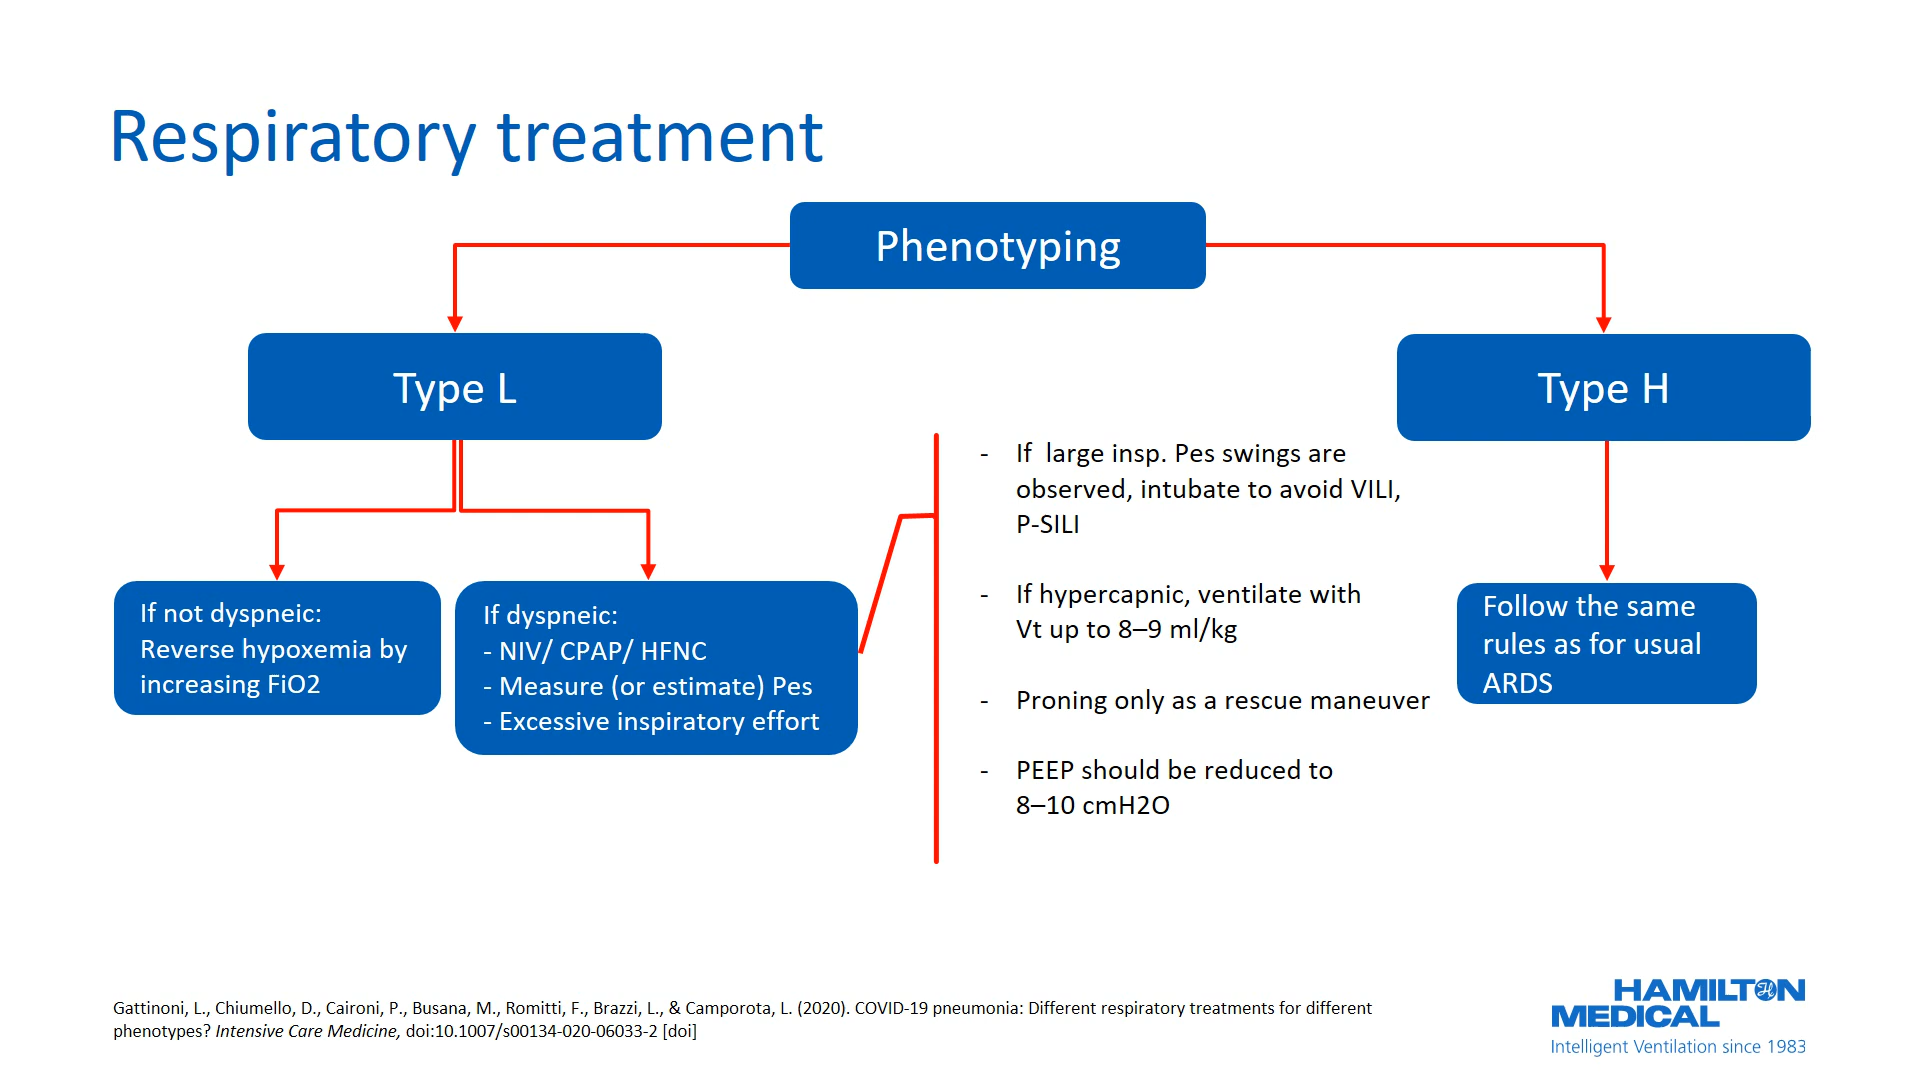 Respiratory treatment
Phenotyping
Type L
Type H
If not dyspneic:
Reverse hypoxemia by
increasing FiO2
If dyspneic:
- NIV/ CPAP/ HFNC
- Measure (or estimate) Pes
- Excessive inspiratory effort
- If  large insp. Pes swings are
observed, intubate to avoid VILI,
P-SILI
- If hypercapnic, ventilate with
Vt up to 8–9 ml/kg
- Proning only as a rescue maneuver
- PEEP should be reduced to
8–10 cmH2O
Follow the same
rules as for usual
ARDS
Gattinoni, L., Chiumello, D., Caironi, P., Busana, M., Romitti, F., Brazzi, L., & Camporota, L. (2020). COVID-19 pneumonia: Different respiratory treatments for different
phenotypes? Intensive Care Medicine, doi:10.1007/s00134-020-06033-2 [doi]
HAMILTON
MEDICAL
Intelligent Ventilation since 1983